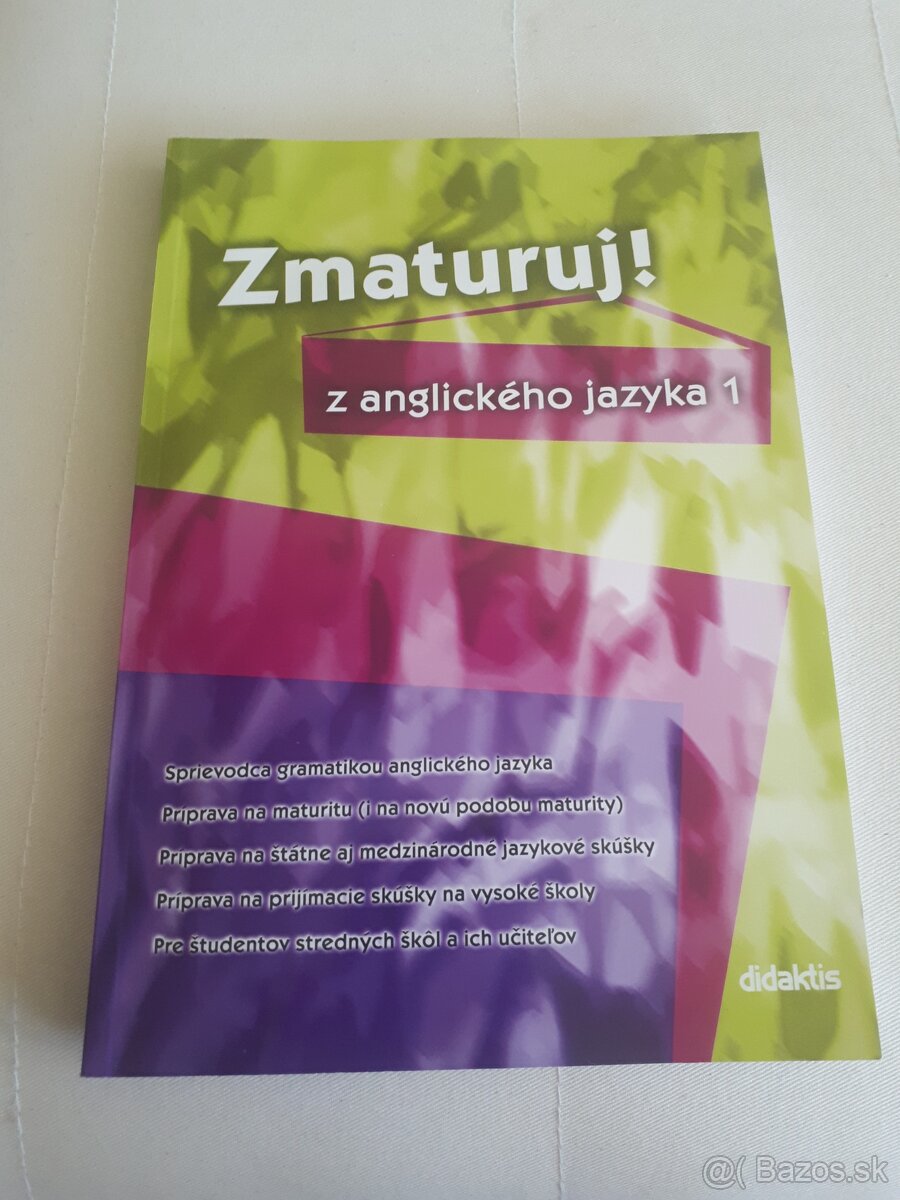 Zmaturuj!
z anglického jazyka 1
Sprievodca gramatikou anglického jazyka
Príprava na maturitu (i na novú podobu maturity)
Príprava na štátne aj medzinárodné jazykové skúšky
Príprava na prijímacie skúšky na vysoké školy
Pre študentov stredných škôl a ich učiteľov
didaktis
@( Bazos.sk